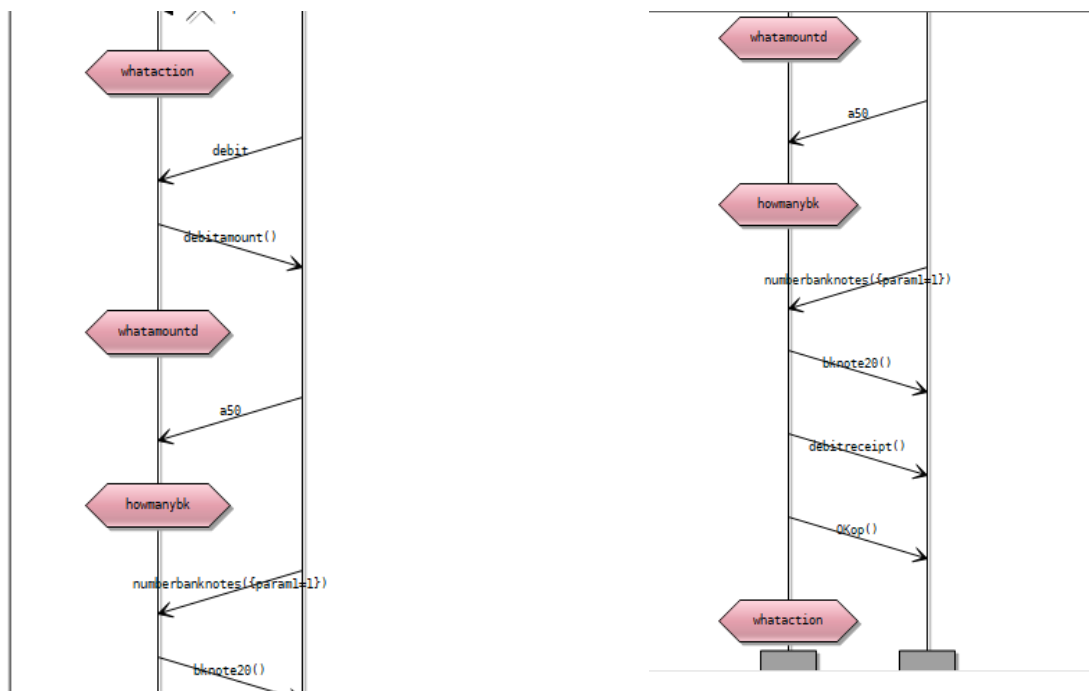 whataction
debit
debitamount()
whatamountd
a50
howmanybk
numberbanknotes({param1=1})
bknote20()
whatamountd
a50
howmanybk
numberbanknotes({param1=1})
bknote20()
debitreceipt()
OKop()
whataction